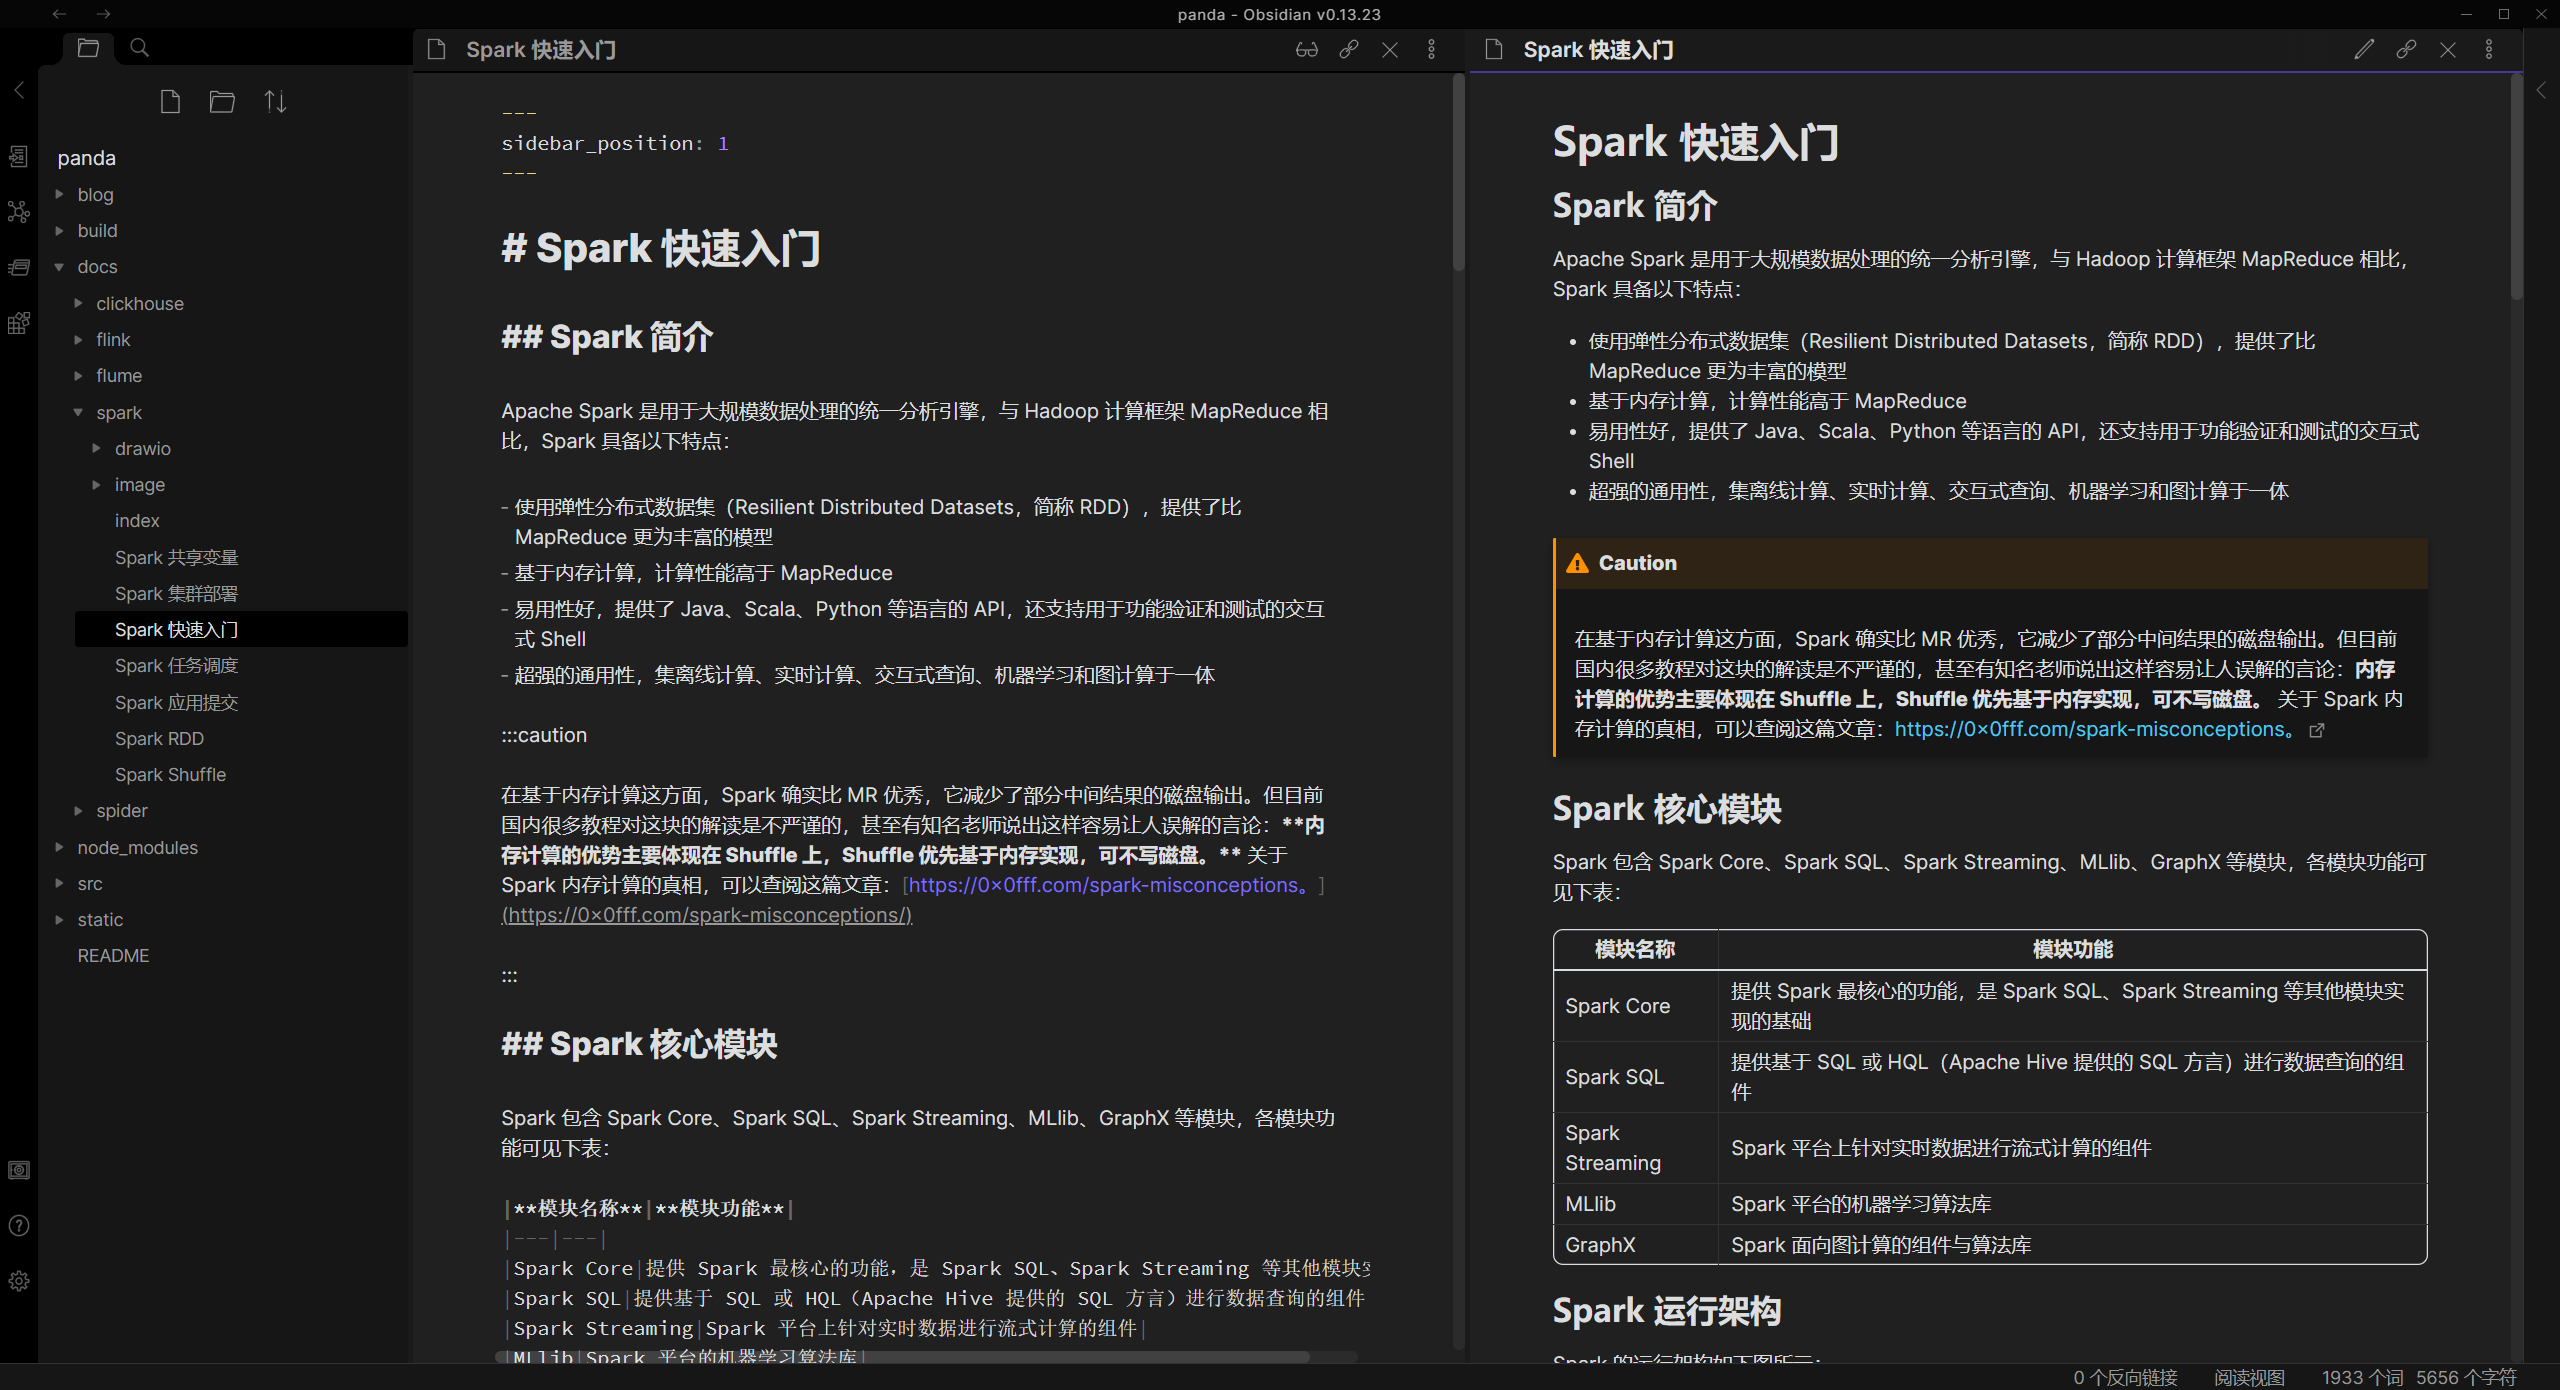 panda - Obsidian v0.13.23
panda
blog
build
docs
clickhouse
flink
flume
spark
drawio
image
index
Spark 共享变量
Spark 集群部署
Spark 快速入门
Spark 任务调度
Spark 应用提交
Spark RDD
Spark Shuffle
spider
node_modules
src
static
README
Spark 快速入门
---
sidebar_position: 1
---
# Spark 快速入门
## Spark 简介
Apache Spark 是用于大规模数据处理的统一分析引擎，与 Hadoop 计算框架 MapReduce 相
比，Spark 具备以下特点：
- 使用弹性分布式数据集（Resilient Distributed Datasets，简称 RDD），提供了比
MapReduce 更为丰富的模型
- 基于内存计算，计算性能高于 MapReduce
- 易用性好，提供了 Java、Scala、Python 等语言的 API，还支持用于功能验证和测试的交互
式 Shell
- 超强的通用性，集离线计算、实时计算、交互式查询、机器学习和图计算于一体
:::caution
在基于内存计算这方面，Spark 确实比 MR 优秀，它减少了部分中间结果的磁盘输出。但目前
国内很多教程对这块的解读是不严谨的，甚至有知名老师说出这样容易让人误解的言论：**内
存计算的优势主要体现在 Shuffle 上，Shuffle 优先基于内存实现，可不写磁盘。** 关于
Spark 内存计算的真相，可以查阅这篇文章：[https://0x0fff.com/spark-misconceptions。]
(https://0x0fff.com/spark-misconceptions/)
:::
## Spark 核心模块
Spark 包含 Spark Core、Spark SQL、Spark Streaming、MLlib、GraphX 等模块，各模块功
能可见下表：
|**模块名称**|**模块功能**|
|---|---|
|Spark Core|提供 Spark 最核心的功能，是 Spark SQL、Spark Streaming 等其他模块实
|Spark SQL|提供基于 SQL 或 HQL（Apache Hive 提供的 SQL 方言）进行数据查询的组件
|Spark Streaming|Spark 平台上针对实时数据进行流式计算的组件|
|MLlib|Spark 平台的机器学习算法库|
Spark 快速入门
Spark 快速入门
Spark 简介
Apache Spark 是用于大规模数据处理的统一分析引擎，与 Hadoop 计算框架 MapReduce 相比，
Spark 具备以下特点：
• 使用弹性分布式数据集（Resilient Distributed Datasets，简称 RDD），提供了比
MapReduce 更为丰富的模型
• 基于内存计算，计算性能高于 MapReduce
• 易用性好，提供了 Java、Scala、Python 等语言的 API，还支持用于功能验证和测试的交互式
Shell
• 超强的通用性，集离线计算、实时计算、交互式查询、机器学习和图计算于一体
Caution
在基于内存计算这方面，Spark 确实比 MR 优秀，它减少了部分中间结果的磁盘输出。但目前
国内很多教程对这块的解读是不严谨的，甚至有知名老师说出这样容易让人误解的言论：内存
计算的优势主要体现在 Shuffle 上，Shuffle 优先基于内存实现，可不写磁盘。 关于 Spark 内
存计算的真相，可以查阅这篇文章：https://0x0fff.com/spark-misconceptions。
Spark 核心模块
Spark 包含 Spark Core、Spark SQL、Spark Streaming、MLlib、GraphX 等模块，各模块功能可
见下表：
模块名称 模块功能
Spark Core 提供 Spark 最核心的功能，是 Spark SQL、Spark Streaming 等其他模块实
现的基础
Spark SQL 提供基于 SQL 或 HQL（Apache Hive 提供的 SQL 方言）进行数据查询的组
件
Spark
Streaming Spark 平台上针对实时数据进行流式计算的组件
MLlib Spark 平台的机器学习算法库
GraphX Spark 面向图计算的组件与算法库
Spark 运行架构
Spark 的运行架构如下图所示：
0 个反向链接 阅读视图 1933 个词 5656 个字符